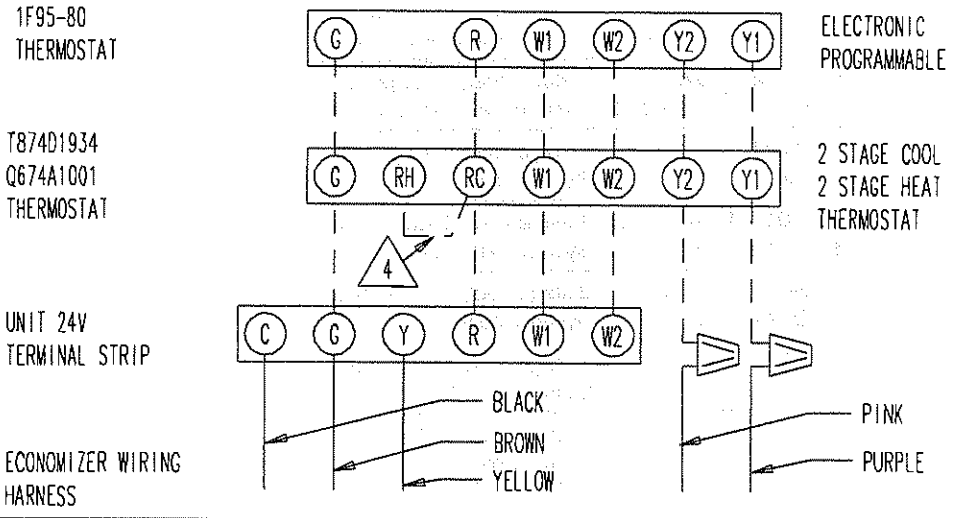 1F95-80
THERMOSTAT
G R W1 W2 Y2 Y1
ELECTRONIC
PROGRAMMABLE
T874D1934
Q674A1001
THERMOSTAT
G RH RC W1 W2 Y2 Y1
2 STAGE COOL
2 STAGE HEAT
THERMOSTAT
4
UNIT 24V
TERMINAL STRIP
C G Y R W1 W2
BLACK
BROWN
YELLOW
PINK
PURPLE
ECONOMIZER WIRING
HARNESS